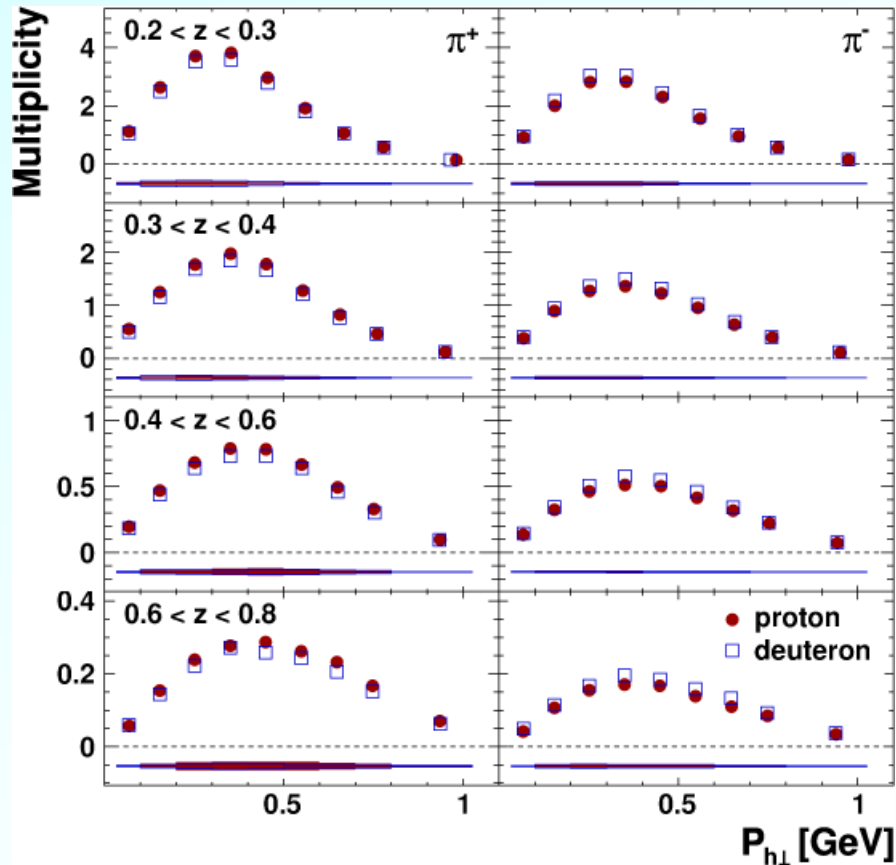 Multiplicity
0.2 < z < 0.3
π+
π-
4
2
0
0.3 < z < 0.4
2
1
0
0.4 < z < 0.6
1
0.5
0
0.6 < z < 0.8
proton
deuteron
0.4
0.2
0
0.5 1 0.5 1
Ph⊥ [GeV]